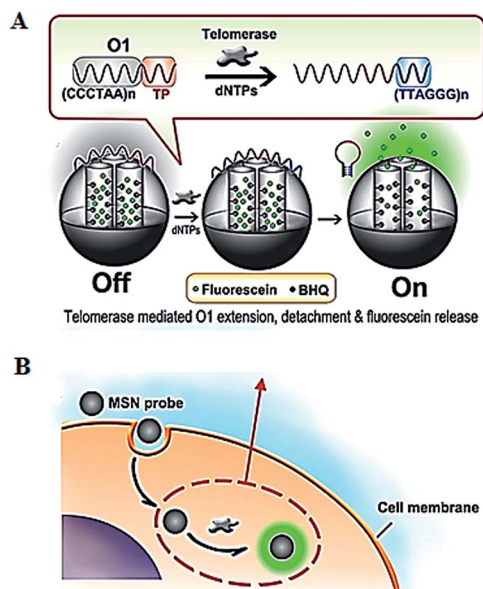 A
O1
Telomerase
dNTPs
(CCCTAA)n TP
(TTAGGG)n
dNTPs
Off
On
Fluorescein BHQ
Telomerase mediated O1 extension, detachment & fluorescein release
B
MSN probe
Cell membrane